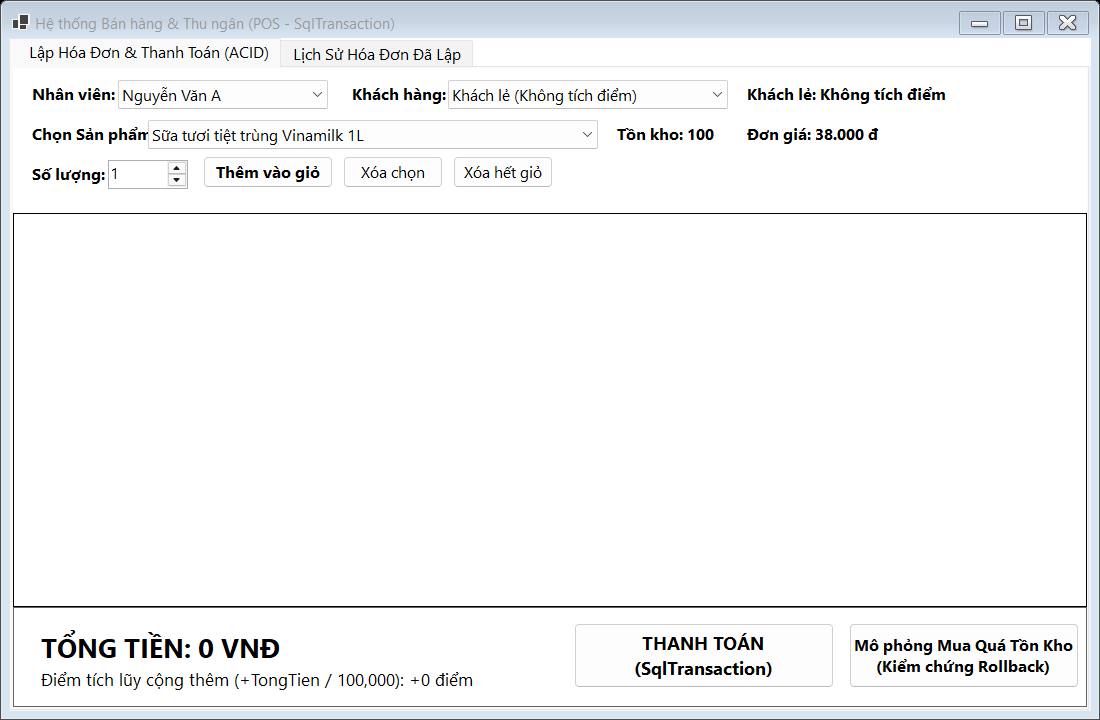 Hệ thống Bán hàng & Thu ngân (POS - SqlTransaction)
Lập Hóa Đơn & Thanh Toán (ACID) Lịch Sử Hóa Đơn Đã Lập
Nhân viên: Nguyễn Văn A Khách hàng: Khách lẻ (Không tích điểm) Khách lẻ: Không tích điểm
Chọn Sản phẩm Sữa tươi tiệt trùng Vinamilk 1L Tồn kho: 100 Đơn giá: 38.000 đ
Số lượng: 1 Thêm vào giỏ Xóa chọn Xóa hết giỏ
TỔNG TIỀN: 0 VNĐ
Điểm tích lũy cộng thêm (+TongTien / 100,000): +0 điểm
THANH TOÁN
(SqlTransaction)
Mô phỏng Mua Quá Tồn Kho
(Kiểm chứng Rollback)